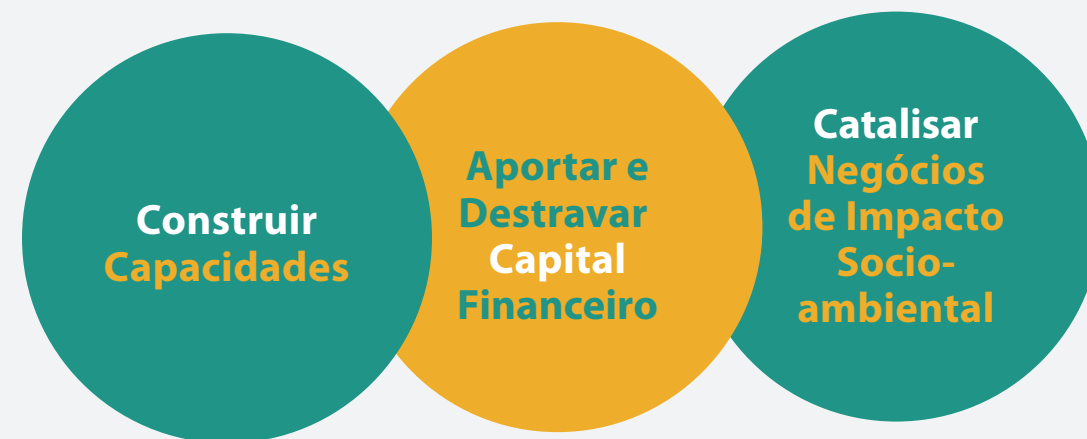 Construir
Capacidades
Aportar e
Destravar
Capital
Financeiro
Catalisar
Negócios
de Impacto
Socio-
ambiental